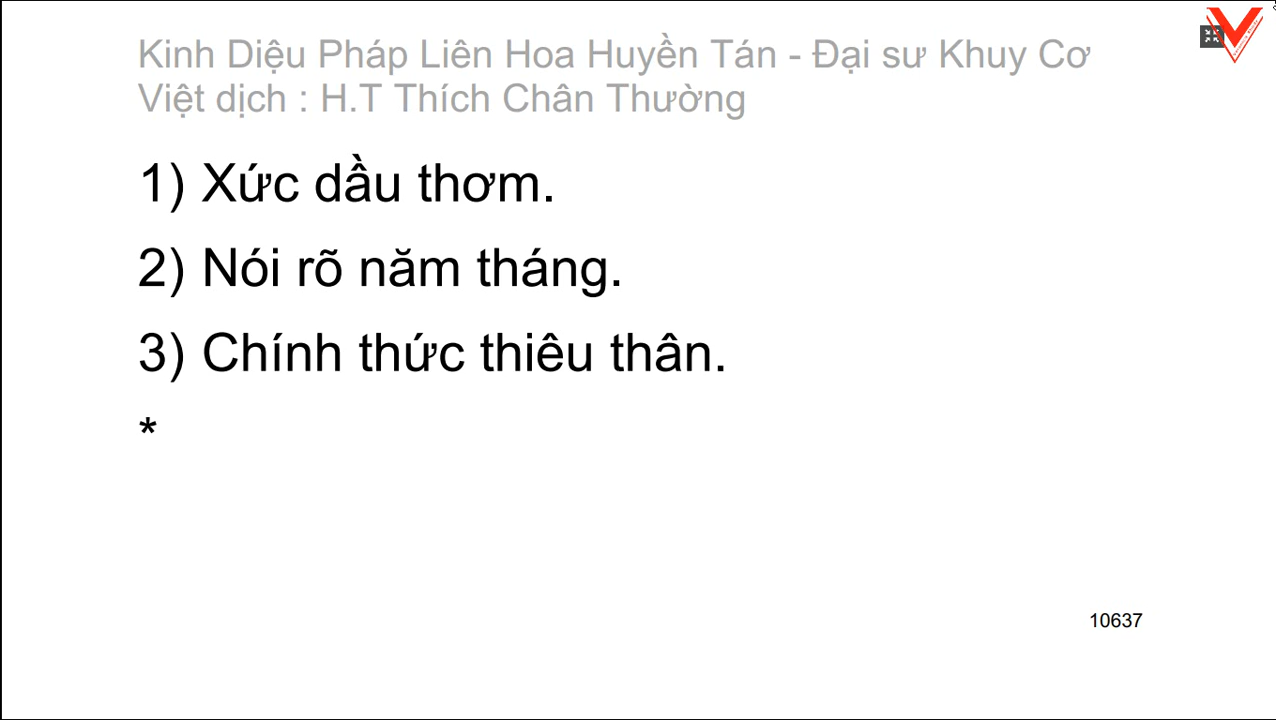 Kinh Diệu Pháp Liên Hoa Huyền Tán - Đại sư Khuy Cơ
Việt dịch : H.T Thích Chân Thường
1) Xức dầu thơm.
2) Nói rõ năm tháng.
3) Chính thức thiêu thân.
*
10637